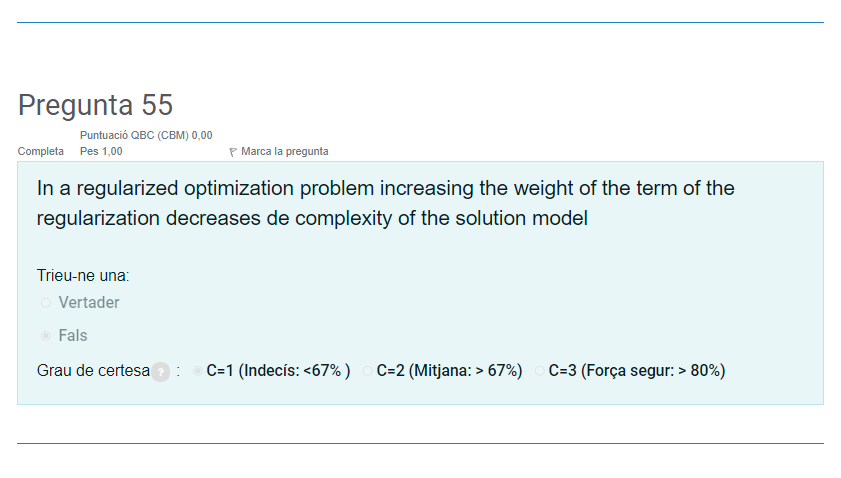 Pregunta 55
Puntuació QBC (CBM) 0,00
Completa Pes 1,00 Marca la pregunta
In a regularized optimization problem increasing the weight of the term of the
regularization decreases de complexity of the solution model
Trieu-ne una:
Vertader
Fals
Grau de certesa ? : C=1 (Indecís: <67% ) C=2 (Mitjana: > 67%) C=3 (Força segur: > 80%)